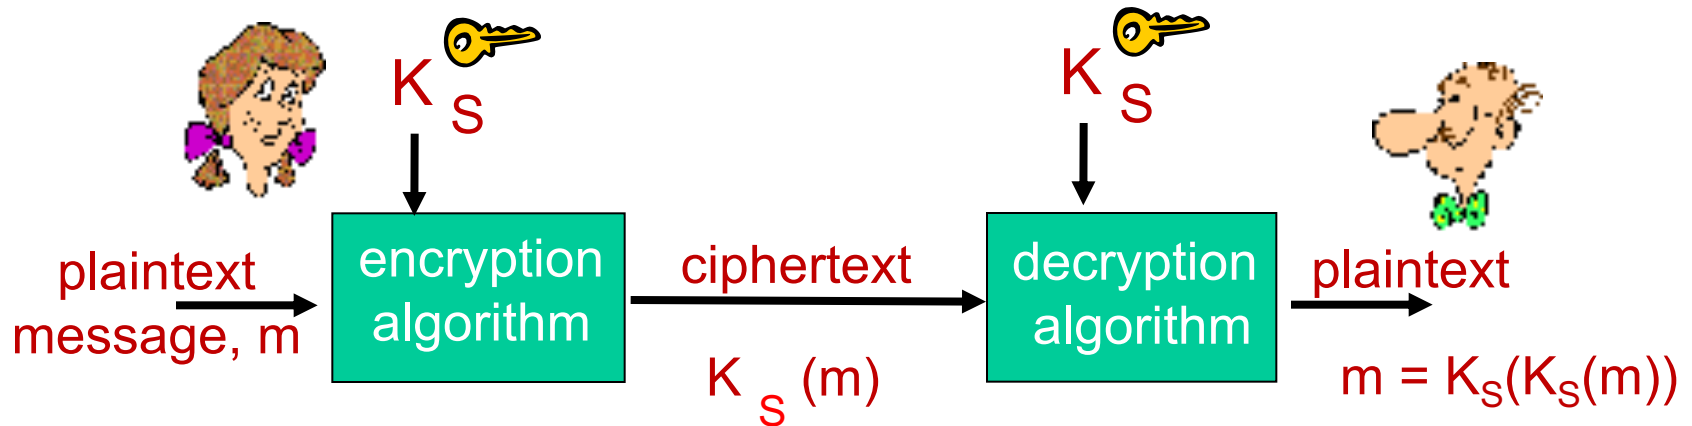 K S
K S
plaintext
message, m
encryption
algorithm
ciphertext
K S (m)
decryption
algorithm
plaintext
m = KS(KS(m))